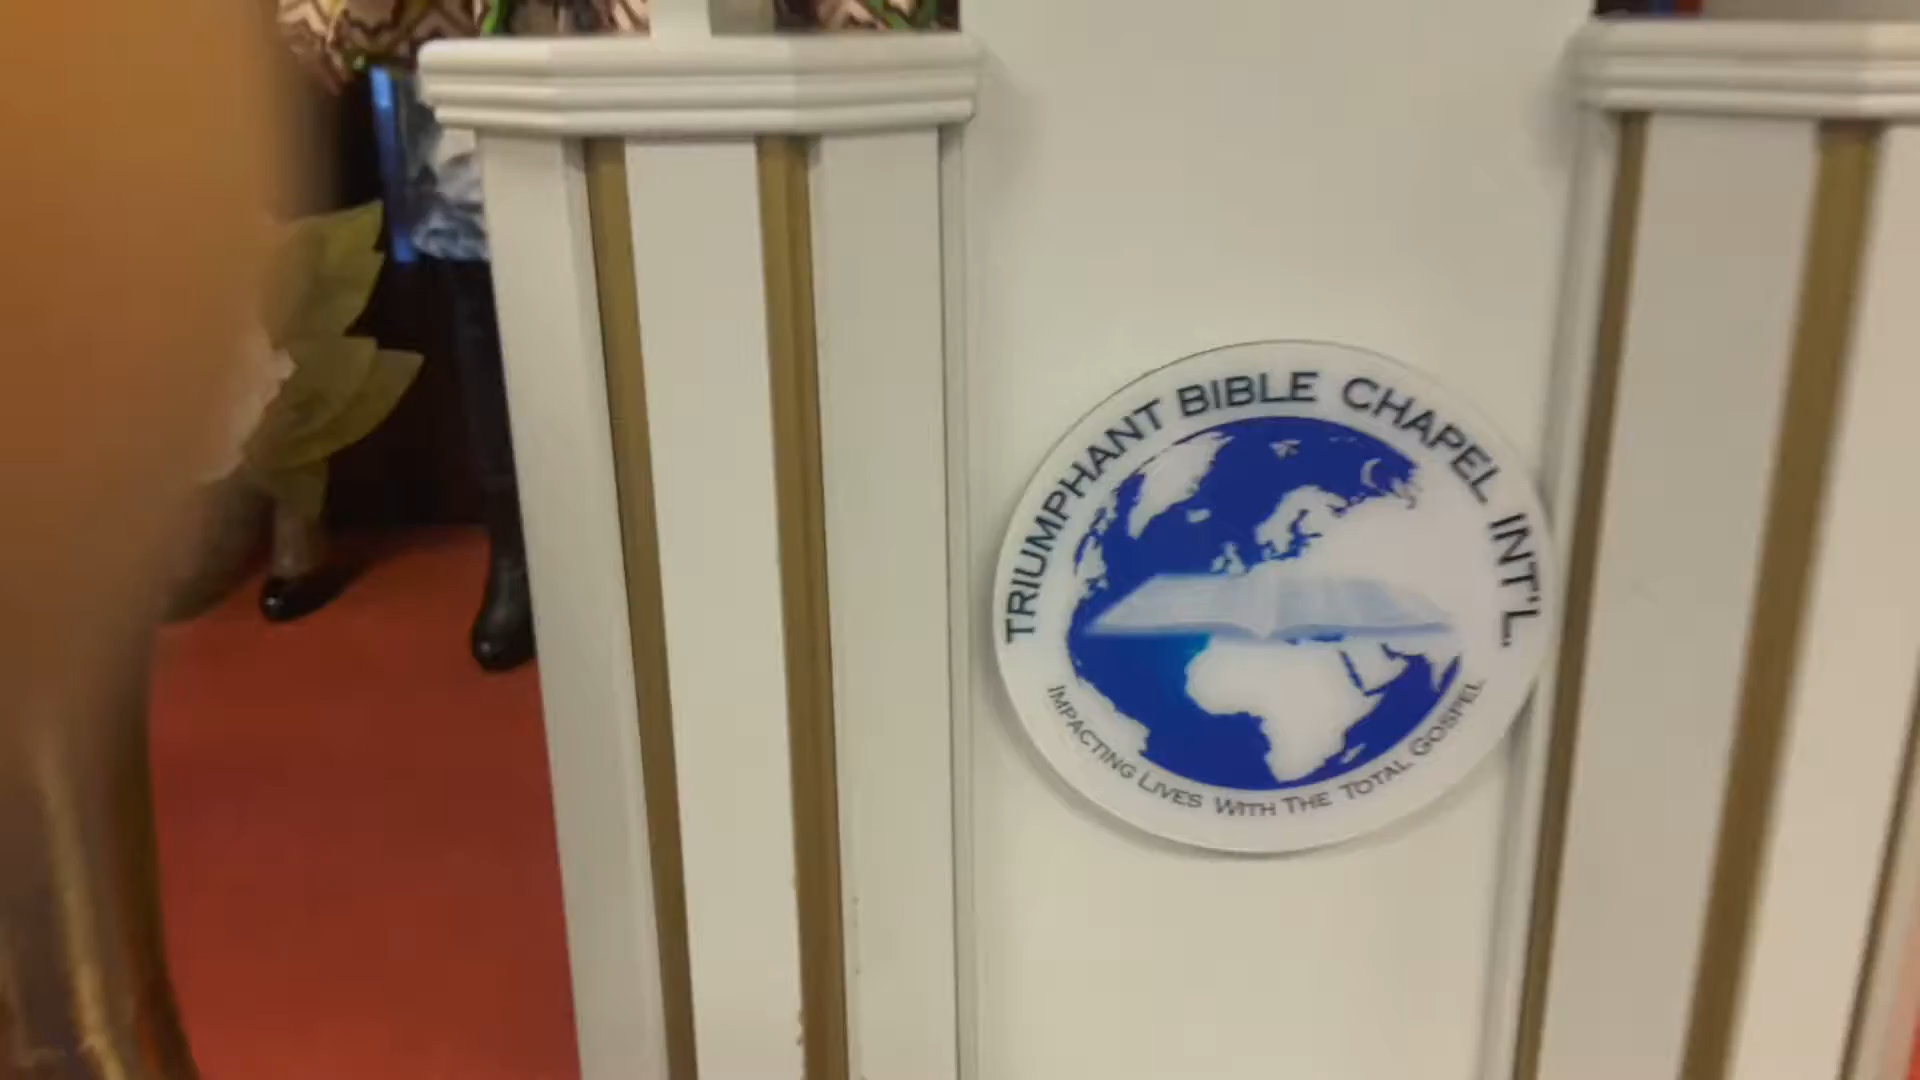 TRIUMPHANT BIBLE CHAPEL INT'L.
IMPACTING LIVES WITH THE TOTAL GOSPEL